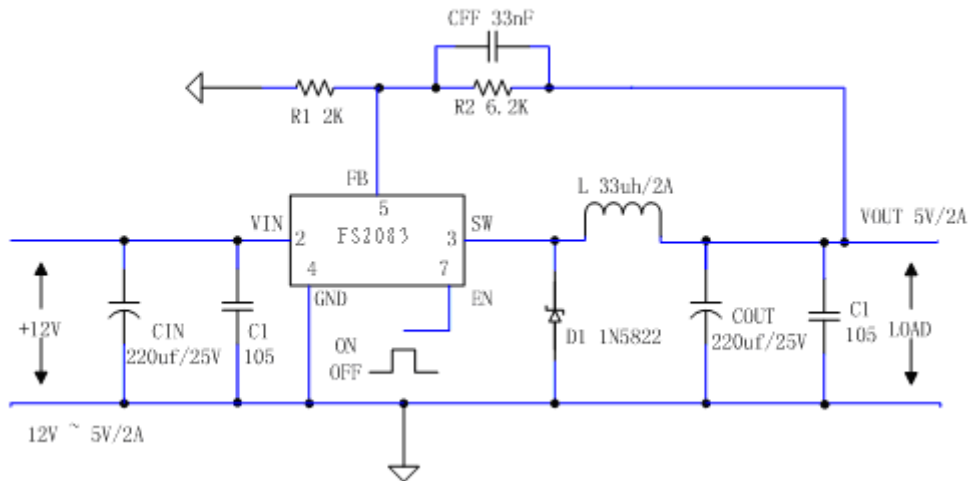 CFF 33nF
R1 2K
R2 6.2K
FB
5
L 33uh/2A
VIN
2
FS2083
3
SW
VOUT 5V/2A
4
7
GND
EN
+12V
CIN
220uf/25V
C1
105
ON
OFF
D1 1N5822
COUT
220uf/25V
C1
105
LOAD
12V ~ 5V/2A